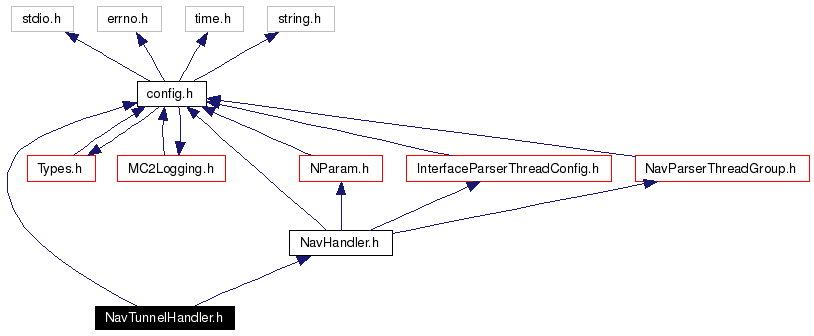 stdio.h
errno.h
time.h
string.h
config.h
Types.h
MC2Logging.h
NParam.h
InterfaceParserThreadConfig.h
NavParserThreadGroup.h
NavHandler.h
NavTunnelHandler.h